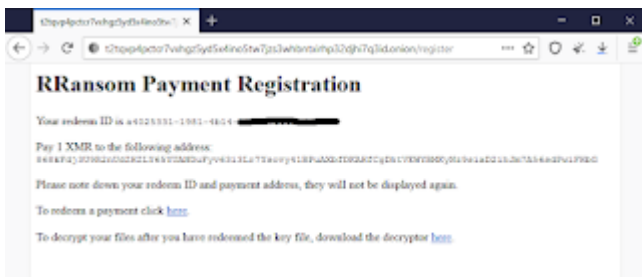 RRansom Payment Registration
Your redeem ID is
Pay 1 XMR to the following address:
Please note down your redeem ID and payment address, they will not be displayed again.
To redeem a payment click here.
To decrypt your files after you have redeemed the key file, download the decryptor here.